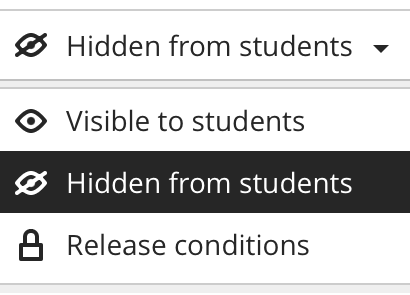 Hidden from students
Visible to students
Hidden from students
Release conditions